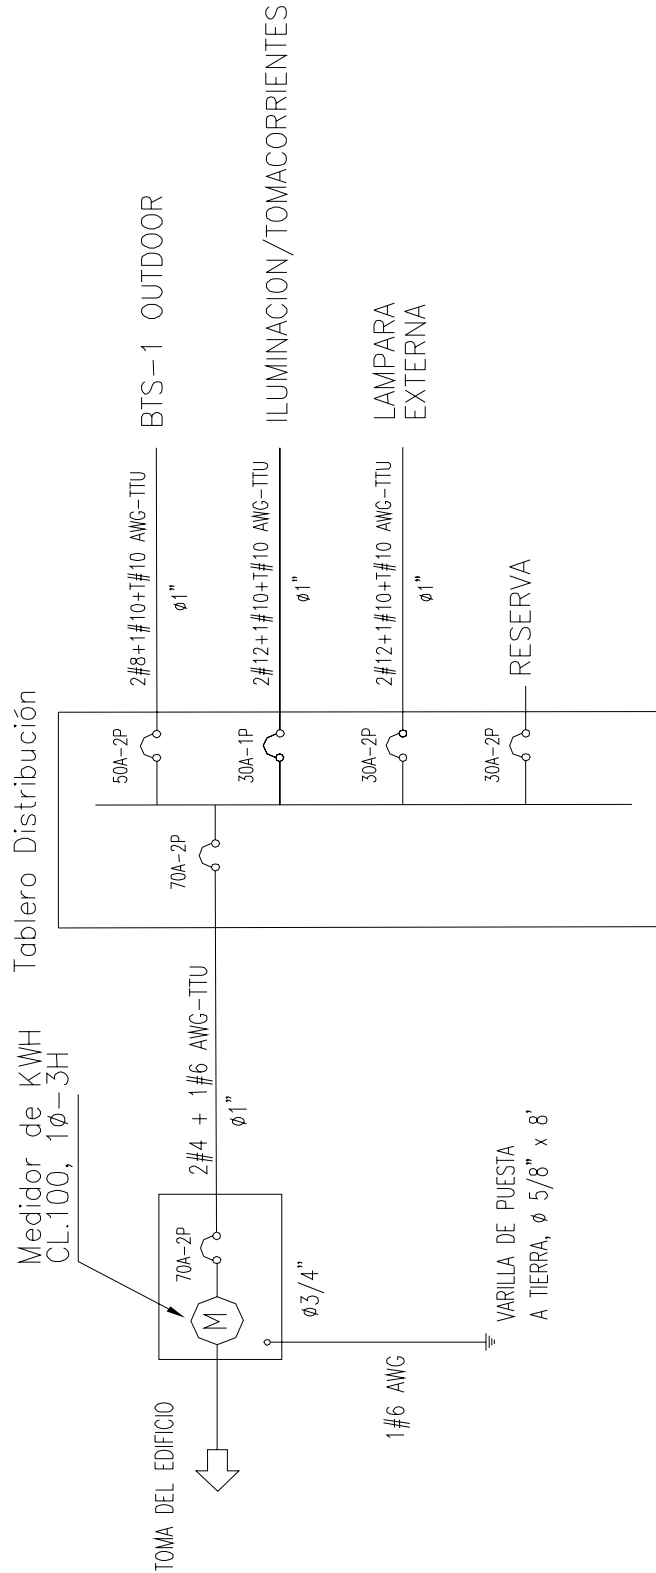 TOMA DEL EDIFICIO
Medidor de KWH
CL.100, 1ø-3H
M
70A-2P
ø3/4"
1#6 AWG
VARILLA DE PUESTA
A TIERRA, ø 5/8" x 8'
2#4 + 1#6 AWG-TTU
ø1"
Tablero Distribución
70A-2P
50A-2P
2#8+1#10+T#10 AWG-TTU
ø1"
BTS-1 OUTDOOR
30A-1P
2#12+1#10+T#10 AWG-TTU
ø1"
ILUMINACION/TOMACORRIENTES
30A-2P
2#12+1#10+T#10 AWG-TTU
ø1"
LAMPARA
EXTERNA
30A-2P
RESERVA